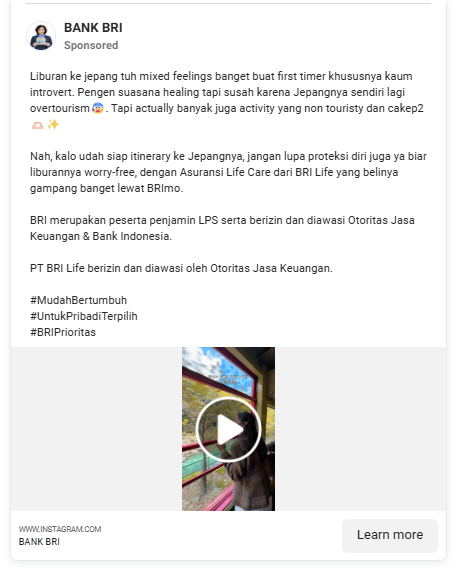 BANK BRI
Sponsored
Liburan ke jepang tuh mixed feelings banget buat first timer khususnya kaum
introvert. Pengen suasana healing tapi susah karena Jepangnya sendiri lagi
overtourism😰. Tapi actually banyak juga activity yang non touristy dan cakep2
🫶🏻✨
Nah, kalo udah siap itinerary ke Jepangnya, jangan lupa proteksi diri juga ya biar
liburannya worry-free, dengan Asuransi Life Care dari BRI Life yang belinya
gampang banget lewat BRImo.
BRI merupakan peserta penjamin LPS serta berizin dan diawasi Otoritas Jasa
Keuangan & Bank Indonesia.
PT BRI Life berizin dan diawasi oleh Otoritas Jasa Keuangan.
#MudahBertumbuh
#UntukPribadiTerpilih
#BRIPrioritas
WWW.INSTAGRAM.COM
BANK BRI
Learn more